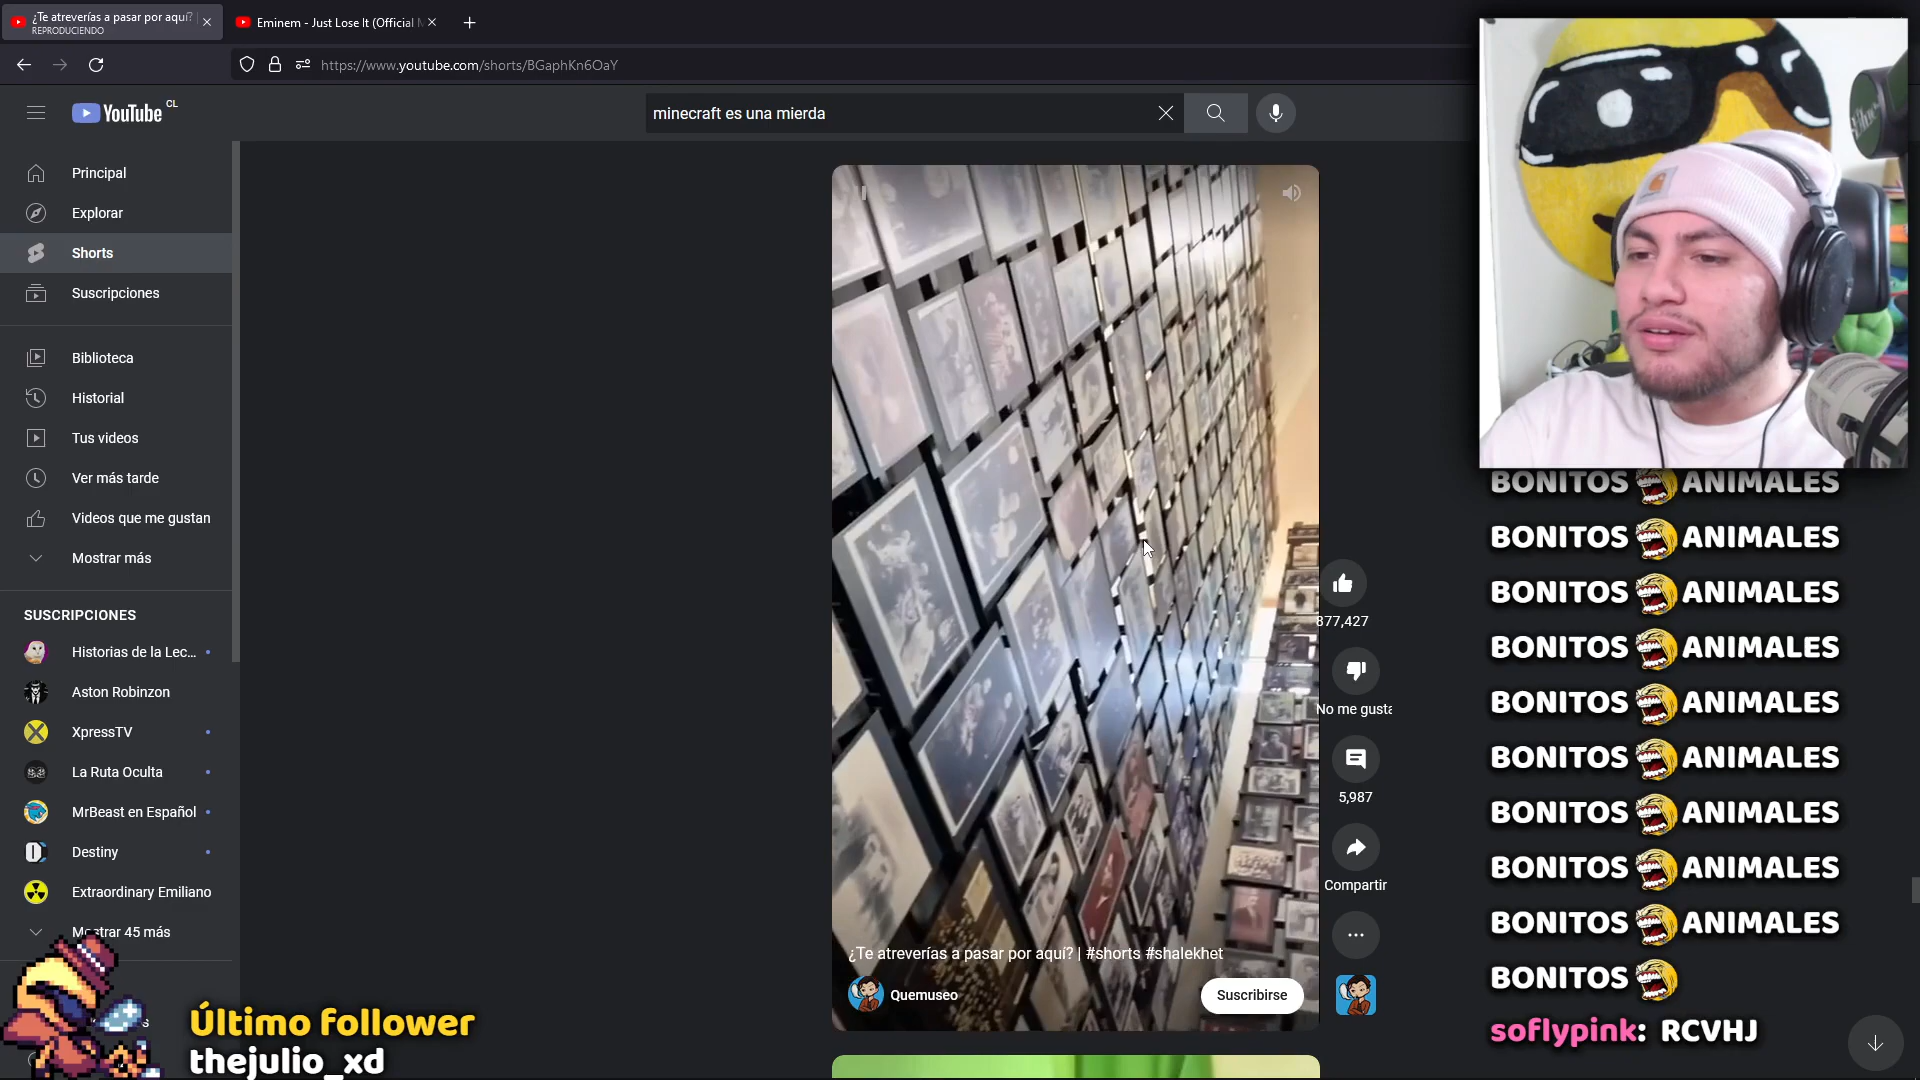 ¿Te atreverías a pasar por aquí? |
REPRODUCIENDO
Eminem - Just Lose It (Official M
https://www.youtube.com/shorts/BGaphKn6OaY
YouTube CL
minecraft es una mierda
Principal
Explorar
Shorts
Suscripciones
Biblioteca
Historial
Tus videos
Ver más tarde
Videos que me gustan
Mostrar más
SUSCRIPCIONES
Historias de la Lec...
Aston Robinzon
XpressTV
La Ruta Oculta
MrBeast en Español
Destiny
Extraordinary Emiliano
Mostrar 45 más
Último follower
thejulio_xd
877,427
No me gusta
5,987
Compartir
¿Te atreverías a pasar por aquí? | #shorts #shalekhet
Quemuseo
Suscribirse
BONITOS ANIMALES
BONITOS ANIMALES
BONITOS ANIMALES
BONITOS ANIMALES
BONITOS ANIMALES
BONITOS ANIMALES
BONITOS ANIMALES
BONITOS ANIMALES
BONITOS ANIMALES
BONITOS
soflypink: RCVHJ